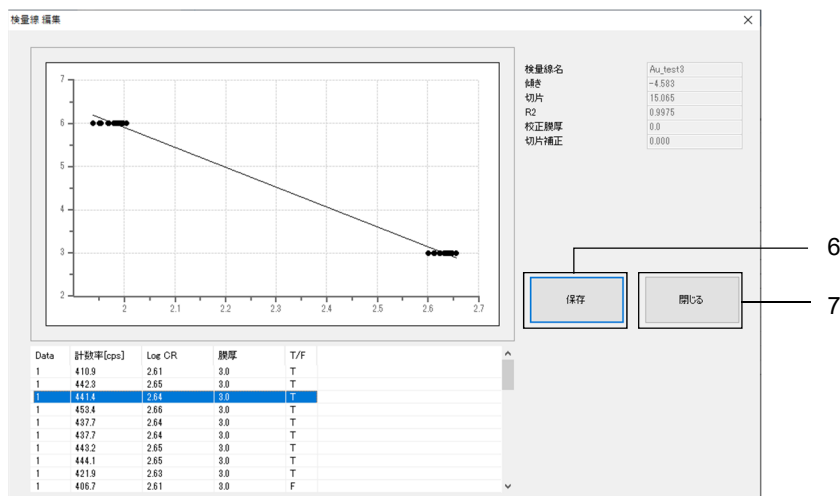 検量線 編集
検量線名 Au_test3
傾き -4.583
切片 15.065
R2 0.9975
校正膜厚 0.0
切片補正 0.000
7
6
5
4
3
2
2 2.1 2.2 2.3 2.4 2.5 2.6 2.7
保存
閉じる
6
7
Data 計数率[cps] Log CR 膜厚 T/F
1 410.9 2.61 3.0 T
1 442.3 2.65 3.0 T
1 441.4 2.64 3.0 T
1 453.4 2.66 3.0 T
1 437.7 2.64 3.0 T
1 437.7 2.64 3.0 T
1 443.2 2.65 3.0 T
1 444.1 2.65 3.0 T
1 421.9 2.63 3.0 T
1 406.7 2.61 3.0 F